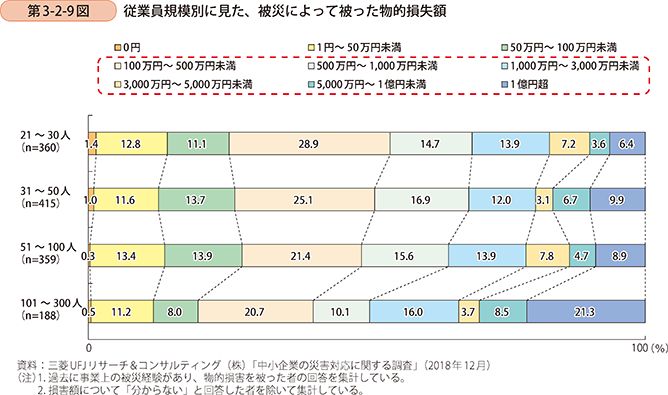 第3-2-9図 従業員規模別に見た、被災によって被った物的損失額
0円 1円～50万円未満 50万円～100万円未満
100万円～500万円未満 500万円～1,000万円未満 1,000万円～3,000万円未満
3,000万円～5,000万円未満 5,000万円～1億円未満 1億円超
21～30人
(n=360)
1.4 12.8 11.1 28.9 14.7 13.9 7.2 3.6 6.4
31～50人
(n=415)
1.0 11.6 13.7 25.1 16.9 12.0 3.1 6.7 9.9
51～100人
(n=359)
0.3 13.4 13.9 21.4 15.6 13.9 7.8 4.7 8.9
101～300人
(n=188)
0.5 11.2 8.0 20.7 10.1 16.0 3.7 8.5 21.3
0 100 (%)
資料：三菱UFJリサーチ＆コンサルティング（株）「中小企業の災害対応に関する調査」（2018年12月）
（注）1. 過去に事業上の被災経験があり、物的損害を被った者の回答を集計している。
2. 損害額について「分からない」と回答した者を除いて集計している。